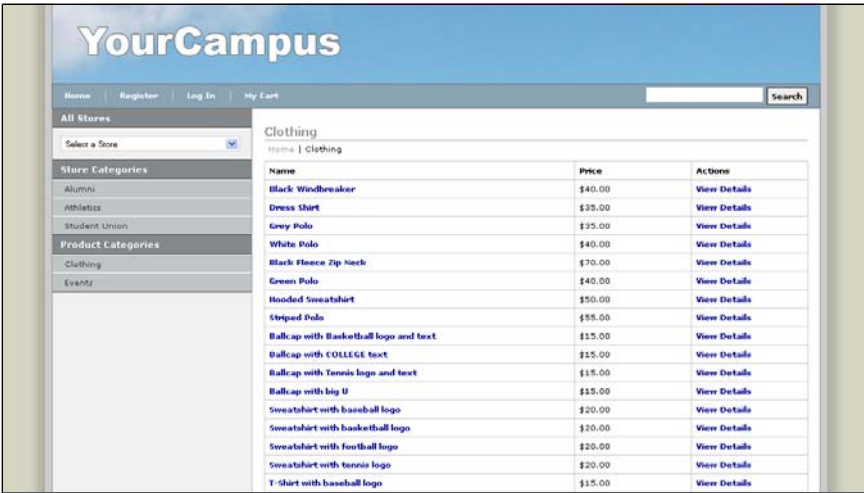 YourCampus
Home | Register | Log In | My Cart
Search
All Stores
Select a Store
Store Categories
Alumni
Athletics
Student Union
Product Categories
Clothing
Events
Clothing
Home | Clothing
Name Price Actions
Black Windbreaker $40.00 View Details
Dress Shirt $35.00 View Details
Grey Polo $35.00 View Details
White Polo $40.00 View Details
Black Fleece Zip Neck $70.00 View Details
Green Polo $40.00 View Details
Hooded Sweatshirt $50.00 View Details
Striped Polo $55.00 View Details
Ballcap with Basketball logo and text $15.00 View Details
Ballcap with COLLEGE text $15.00 View Details
Ballcap with Tennis logo and text $15.00 View Details
Ballcap with big U $15.00 View Details
Sweatshirt with baseball logo $20.00 View Details
Sweatshirt with basketball logo $20.00 View Details
Sweatshirt with football logo $20.00 View Details
Sweatshirt with tennis logo $20.00 View Details
T-Shirt with baseball logo $15.00 View Details